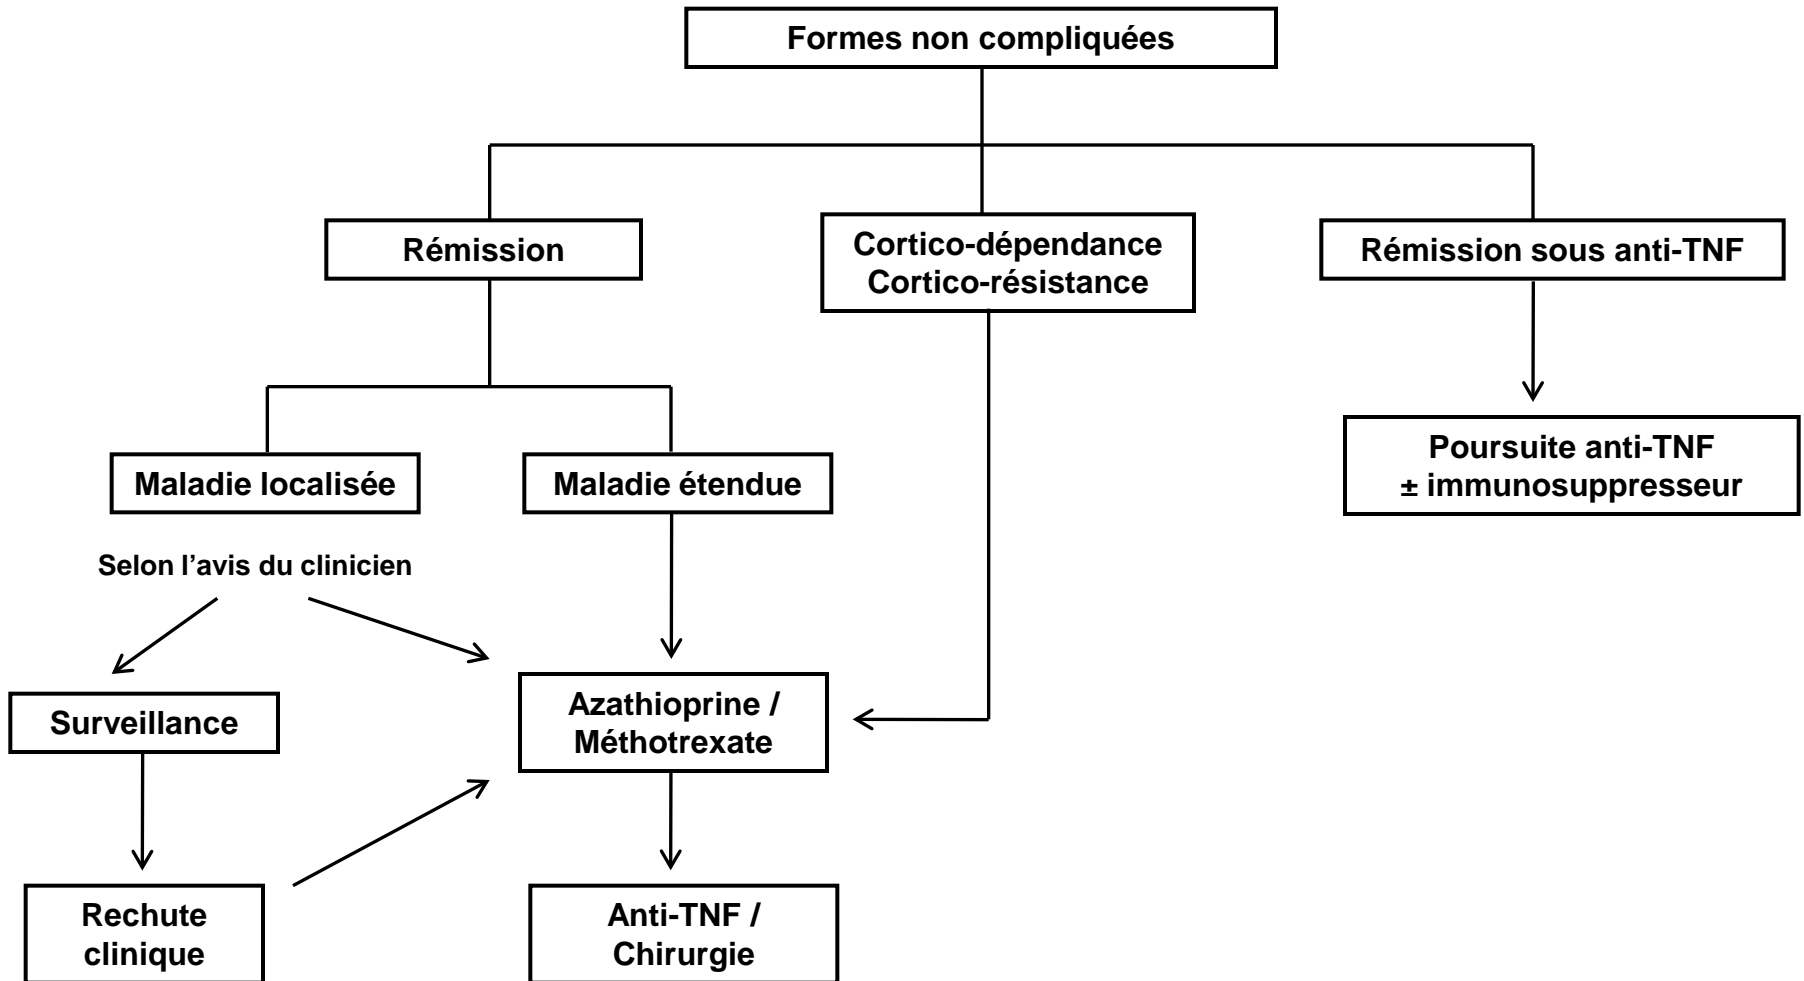 Formes non compliquées
Rémission
Cortico-dépendance
Cortico-résistance
Rémission sous anti-TNF
Maladie localisée
Maladie étendue
Poursuite anti-TNF
± immunosuppresseur
Selon l’avis du clinicien
Surveillance
Azathioprine /
Méthotrexate
Rechute
clinique
Anti-TNF /
Chirurgie